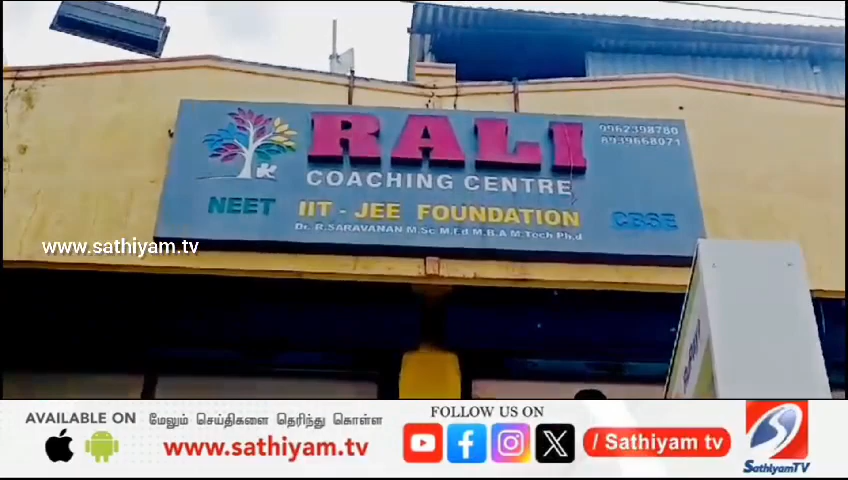 RALI
COACHING CENTRE
9962398780
8939668071
NEET IIT - JEE FOUNDATION CBSE
Dr. R.SARAVANAN M.Sc M.Ed M.B.A M.Tech Ph.d
www.sathiyam.tv
AVAILABLE ON
மேலும் செய்திகளை தெரிந்து கொள்ள
www.sathiyam.tv
FOLLOW US ON
/ Sathiyam tv
SATHIYAMTV